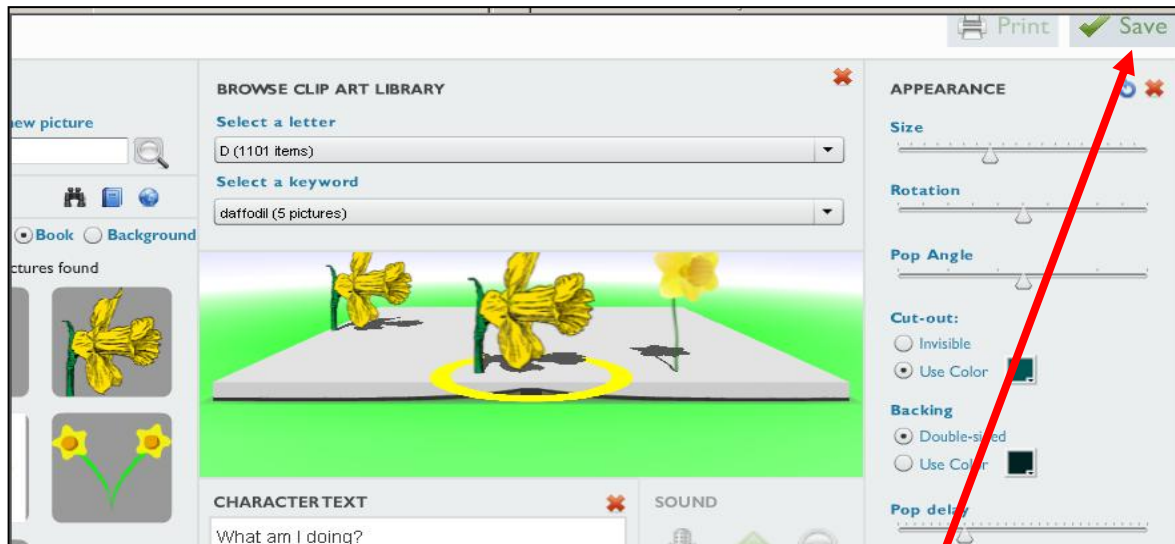 Print Save
BROWSE CLIP ART LIBRARY
Select a letter
D (1101 items)
Select a keyword
daffodil (5 pictures)
new picture
Book Background
ctures found
APPEARANCE
Size
Rotation
Pop Angle
Cut-out:
Invisible
Use Color
Backing
Double-sided
Use Color
Pop delay
CHARACTER TEXT
What am I doing?
SOUND